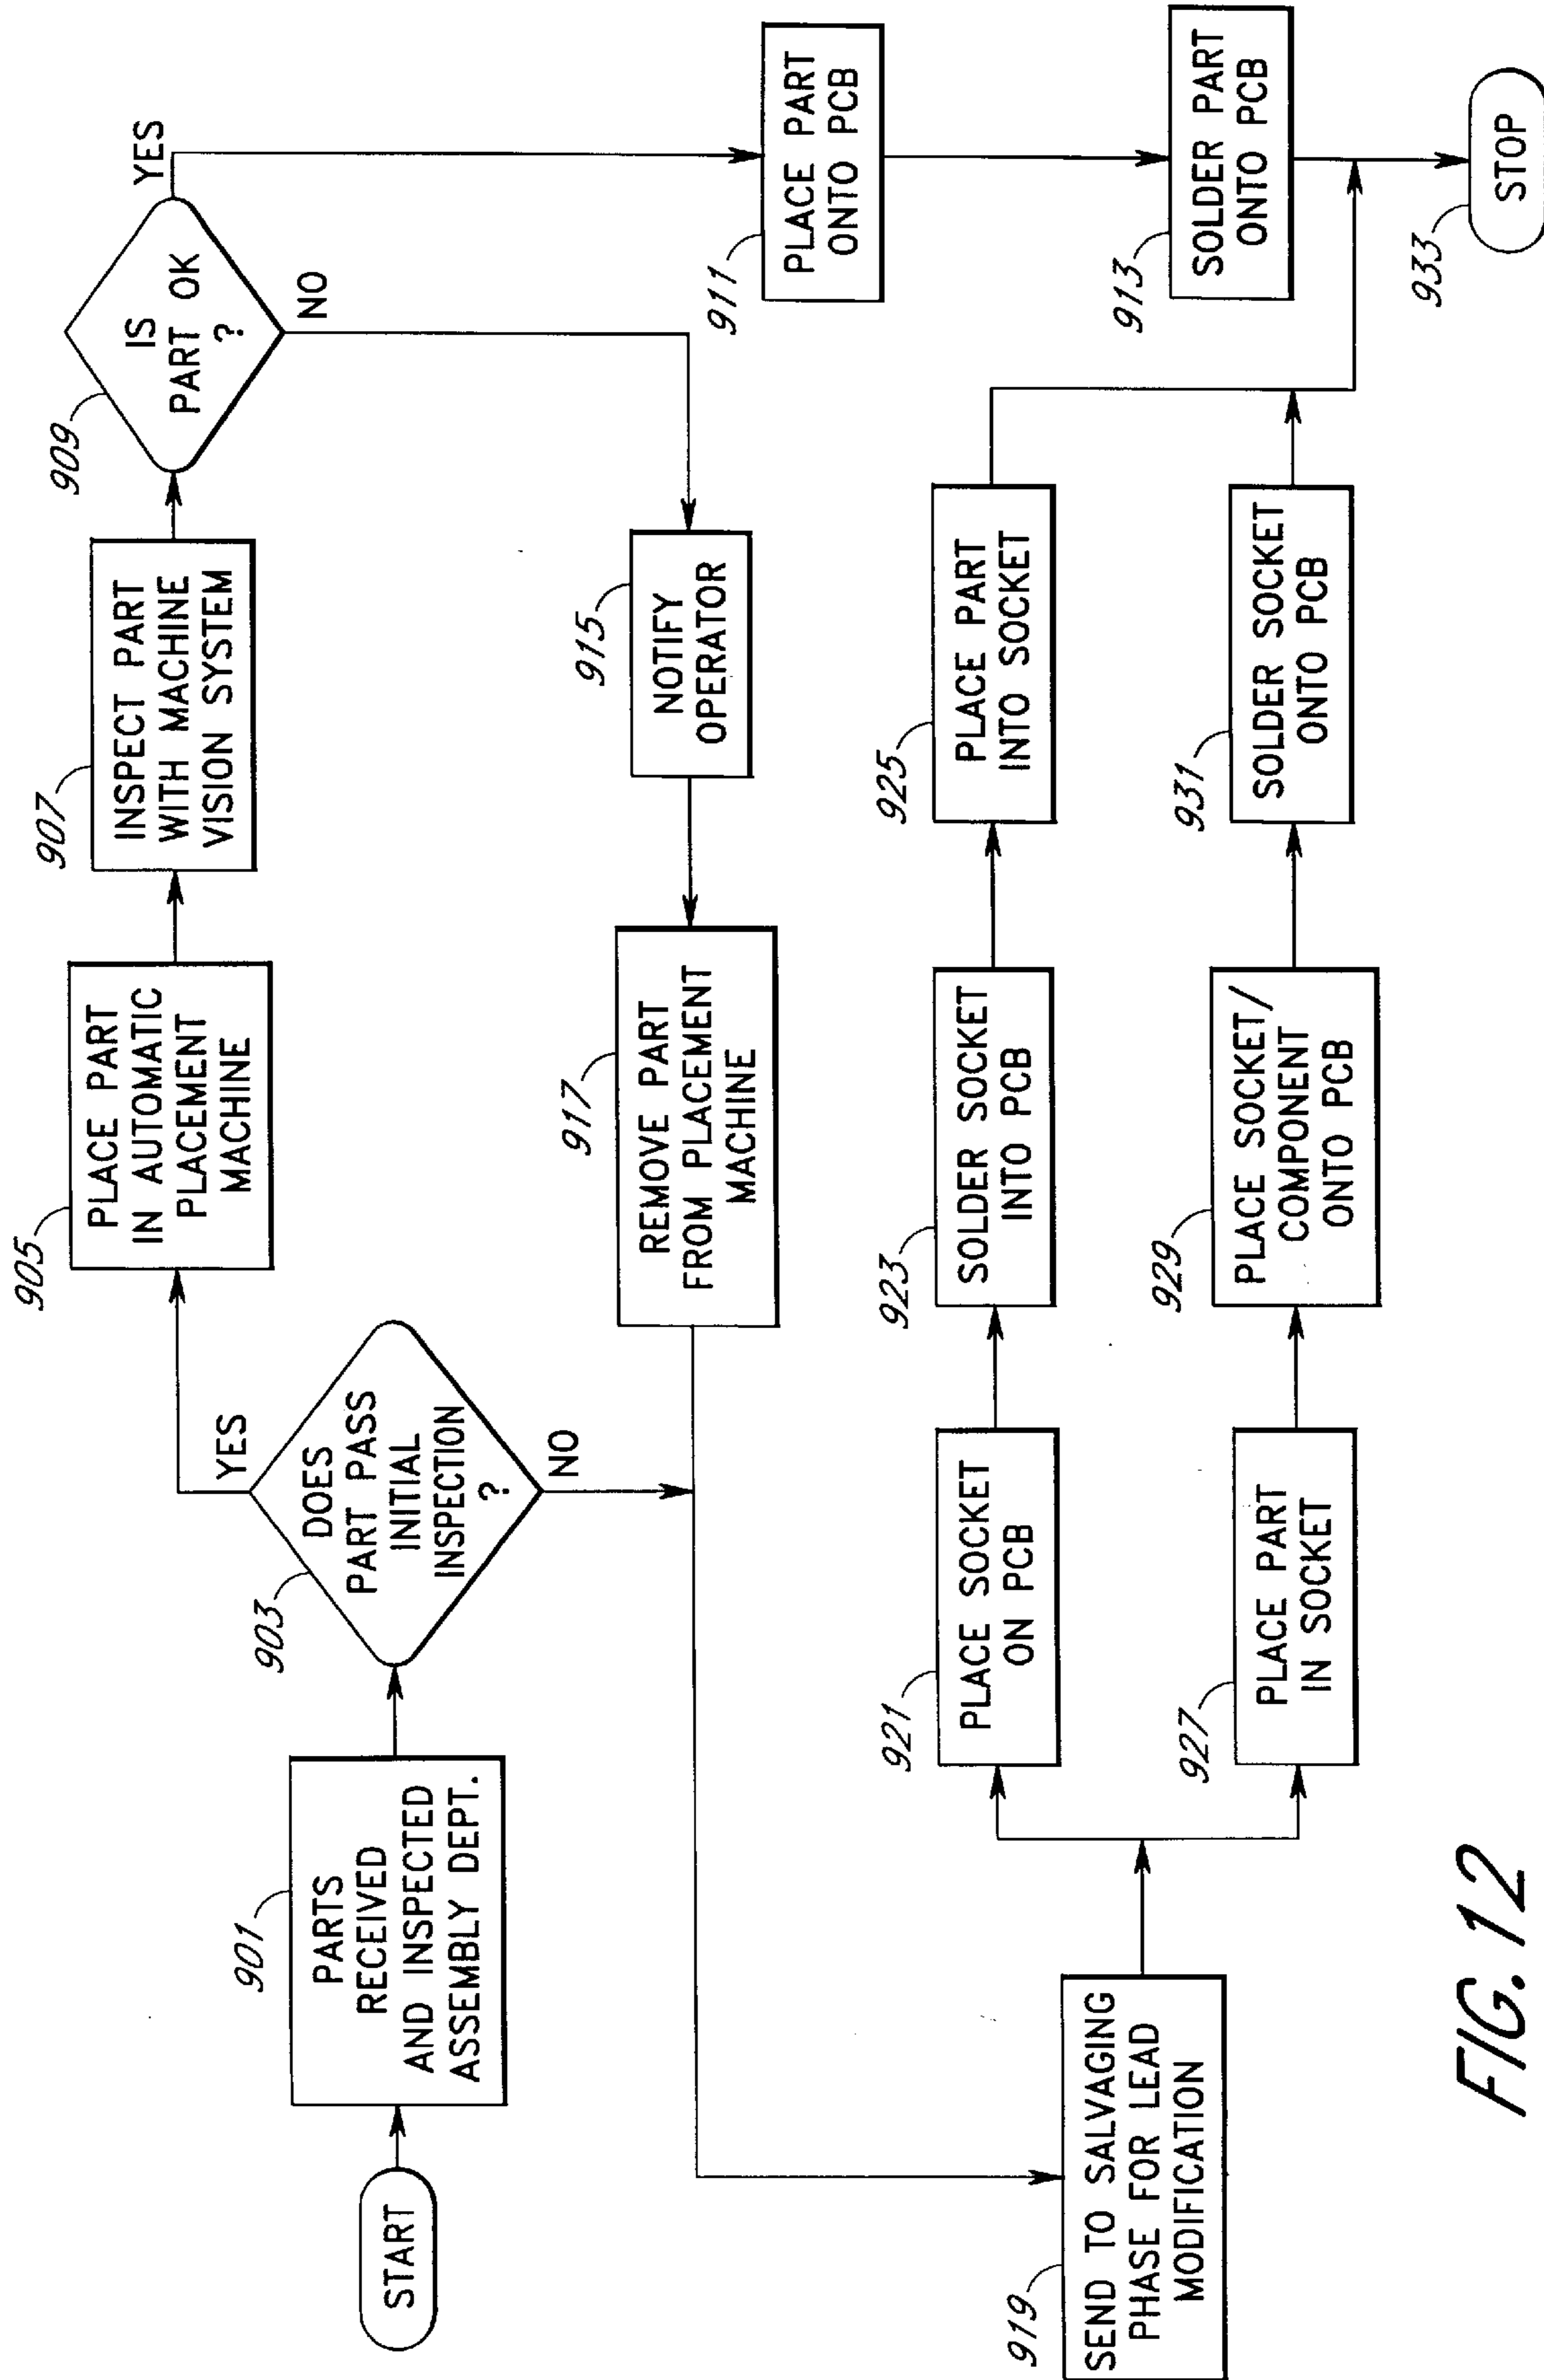 START
901
PARTS
RECEIVED
AND INSPECTED
ASSEMBLY DEPT.
903
DOES
PART PASS
INITIAL
INSPECTION
?
YES
NO
905
PLACE PART
IN AUTOMATIC
PLACEMENT
MACHINE
907
INSPECT PART
WITH MACHINE
VISION SYSTEM
909
IS
PART OK
?
YES
NO
911
PLACE PART
ONTO PCB
913
SOLDER PART
ONTO PCB
915
NOTIFY
OPERATOR
917
REMOVE PART
FROM PLACEMENT
MACHINE
919
SEND TO SALVAGING
PHASE FOR LEAD
MODIFICATION
921
PLACE SOCKET
ON PCB
923
SOLDER SOCKET
INTO PCB
925
PLACE PART
INTO SOCKET
927
PLACE PART
IN SOCKET
929
PLACE SOCKET/
COMPONENT
ONTO PCB
931
SOLDER SOCKET
ONTO PCB
933
STOP
FIG. 12